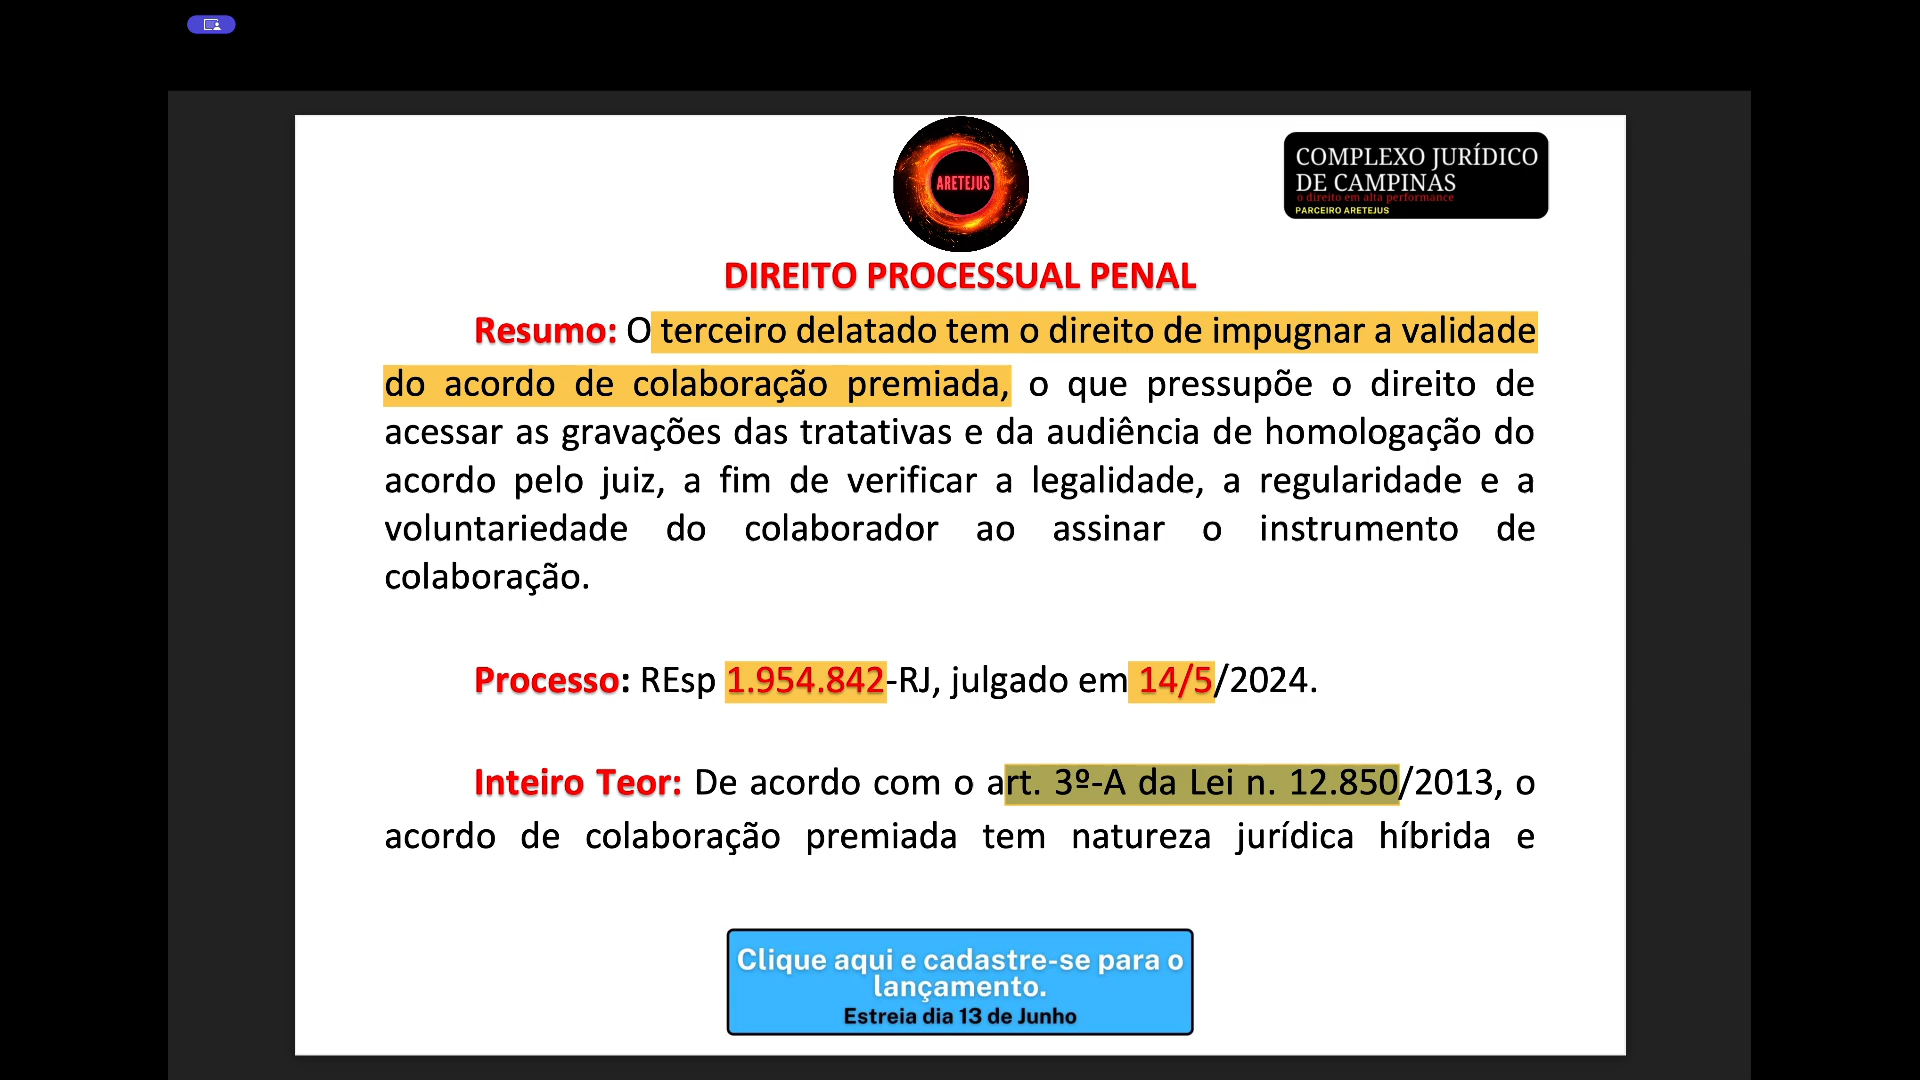 ARETEJUS
COMPLEXO JURÍDICO
DE CAMPINAS
o direito em alta performance
PARCEIRO ARETEJUS
DIREITO PROCESSUAL PENAL
Resumo: O terceiro delatado tem o direito de impugnar a validade
do acordo de colaboração premiada, o que pressupõe o direito de
acessar as gravações das tratativas e da audiência de homologação do
acordo pelo juiz, a fim de verificar a legalidade, a regularidade e a
voluntariedade do colaborador ao assinar o instrumento de
colaboração.
Processo: REsp 1.954.842-RJ, julgado em 14/5/2024.
Inteiro Teor: De acordo com o art. 3º-A da Lei n. 12.850/2013, o
acordo de colaboração premiada tem natureza jurídica híbrida e
Clique aqui e cadastre-se para o
lançamento.
Estreia dia 13 de Junho